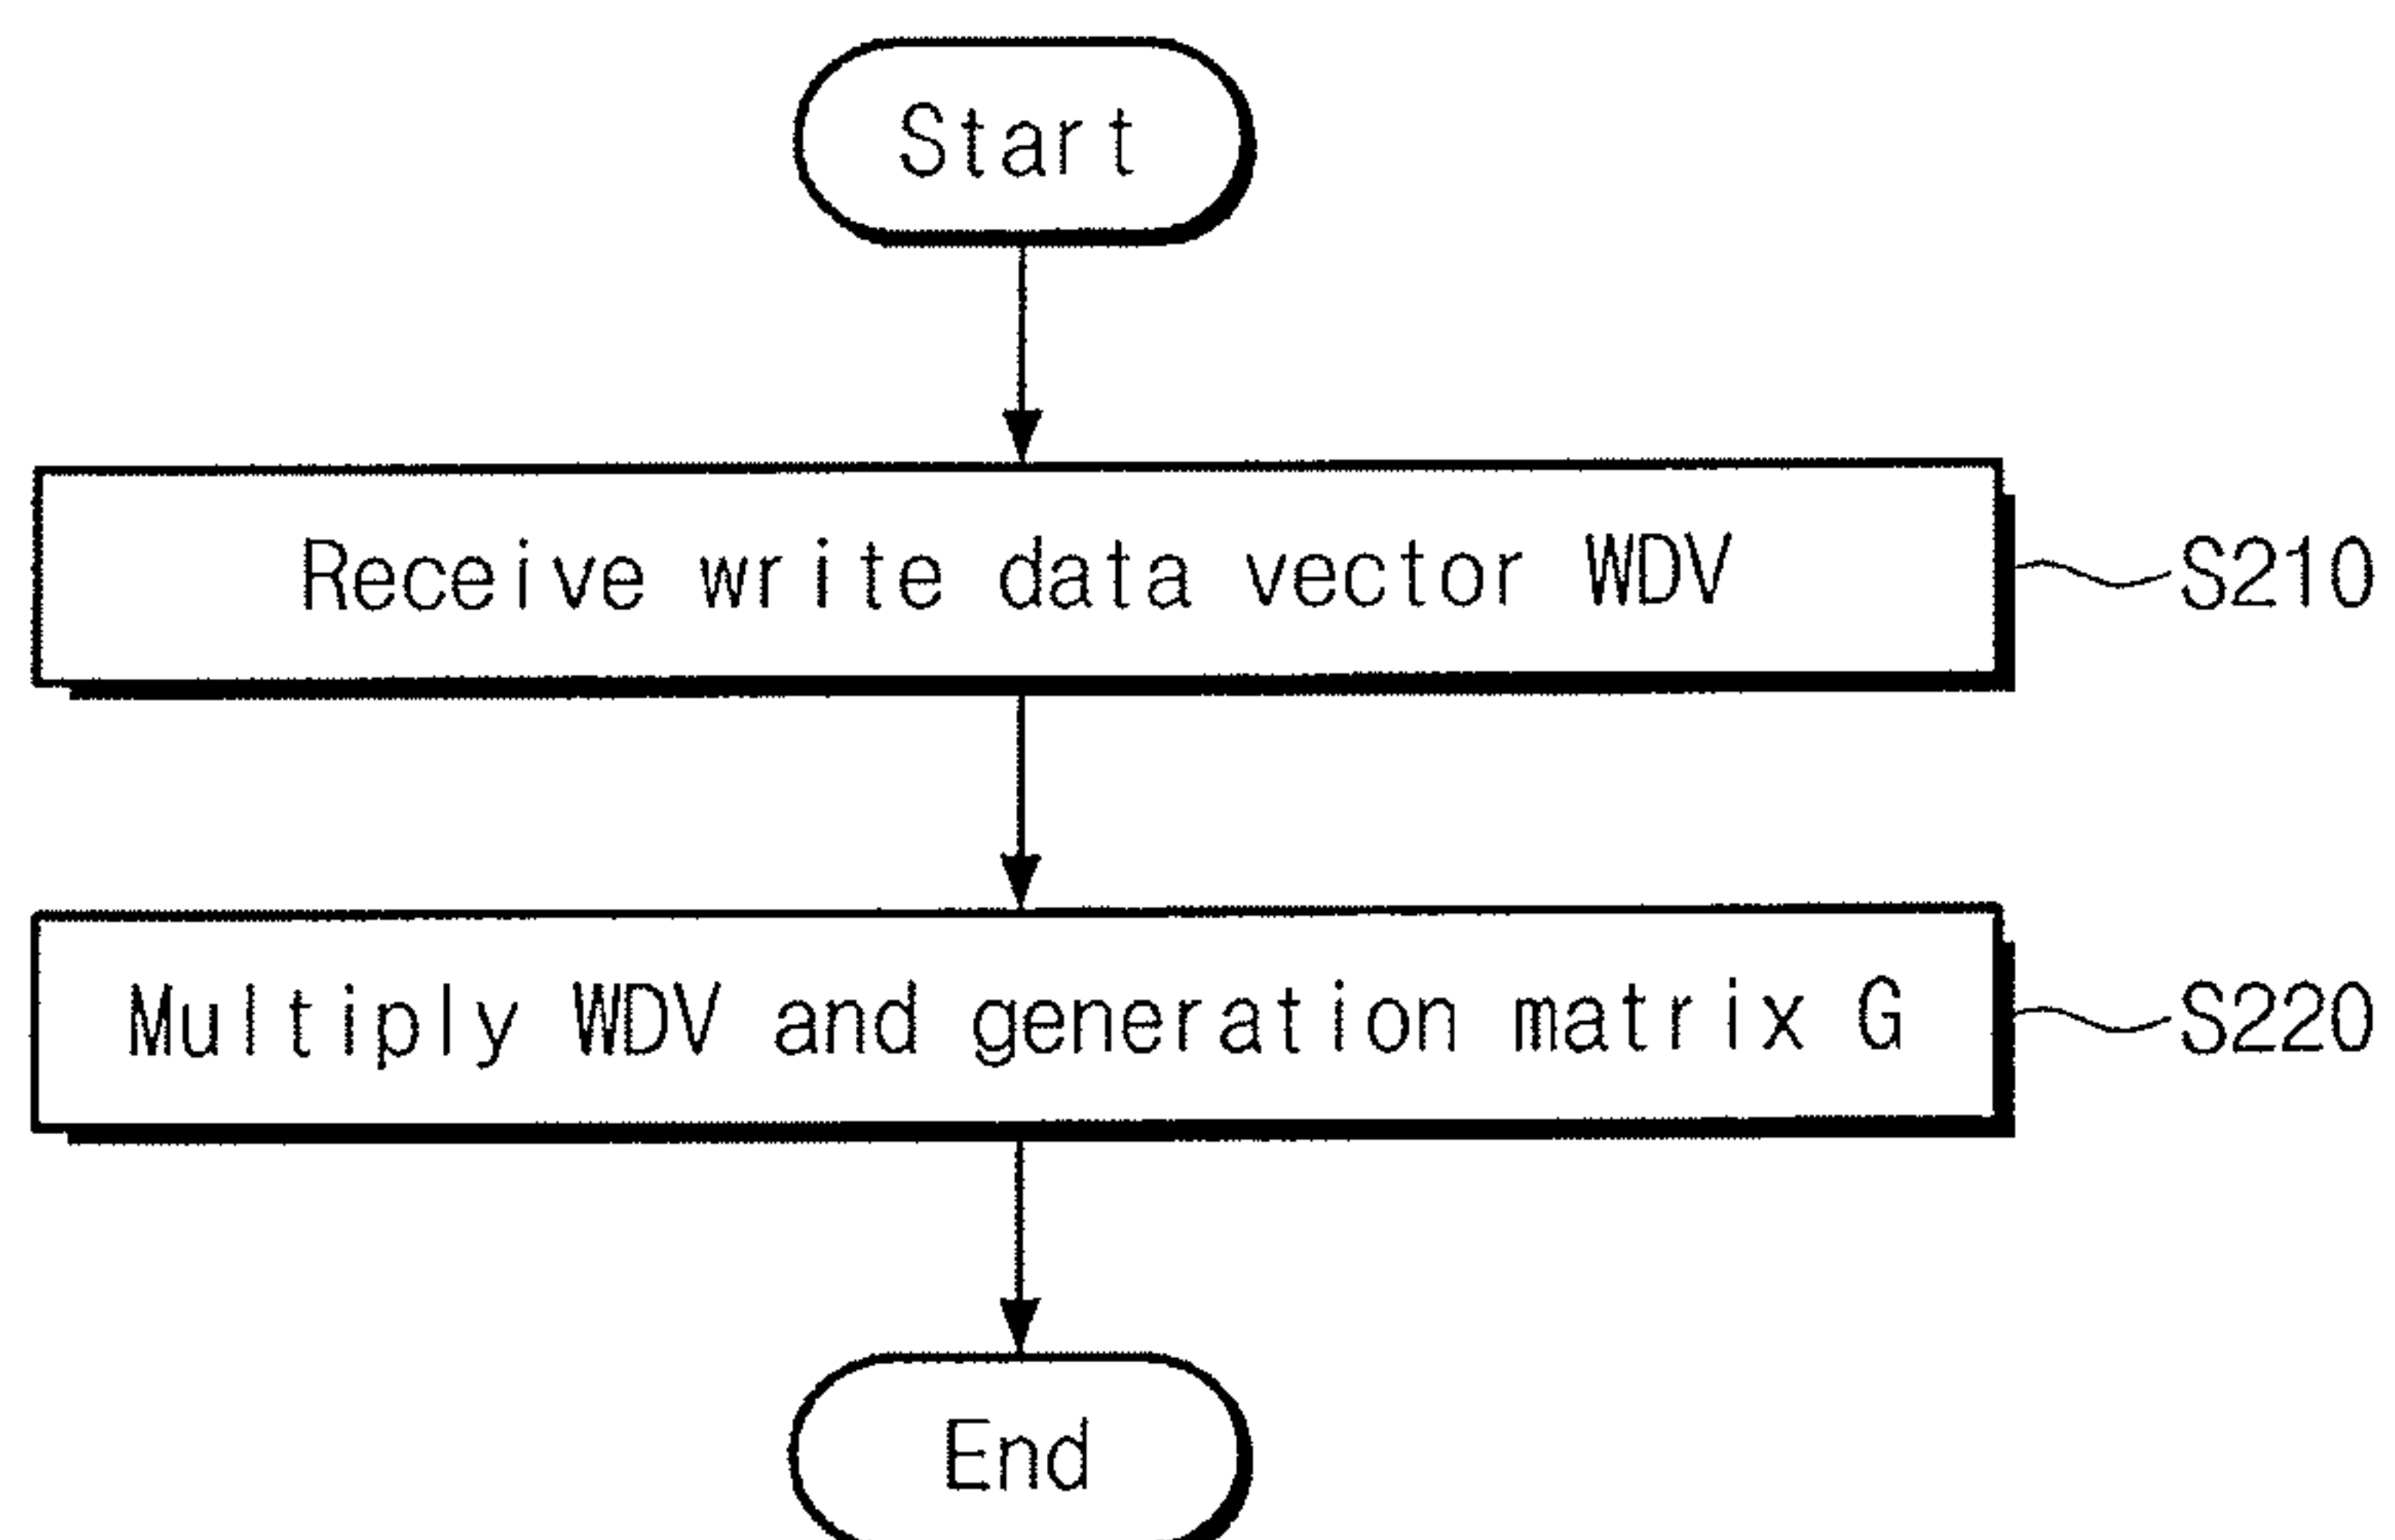 Start
Receive write data vector WDV
S210
Multiply WDV and generation matrix G
S220
End